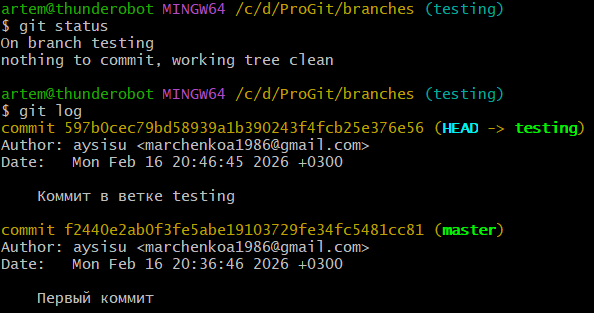 artem@thunderobot MINGW64 /c/d/ProGit/branches (testing)
$ git status
On branch testing
nothing to commit, working tree clean
artem@thunderobot MINGW64 /c/d/ProGit/branches (testing)
$ git log
commit 597b0cec79bd58939a1b390243f4fcb25e376e56 (HEAD -> testing)
Author: aysisu <marchenkoa1986@gmail.com>
Date:   Mon Feb 16 20:46:45 2026 +0300
Коммит в ветке testing
commit f2440e2ab0f3fe5abe19103729fe34fc5481cc81 (master)
Author: aysisu <marchenkoa1986@gmail.com>
Date:   Mon Feb 16 20:36:46 2026 +0300
Первый коммит